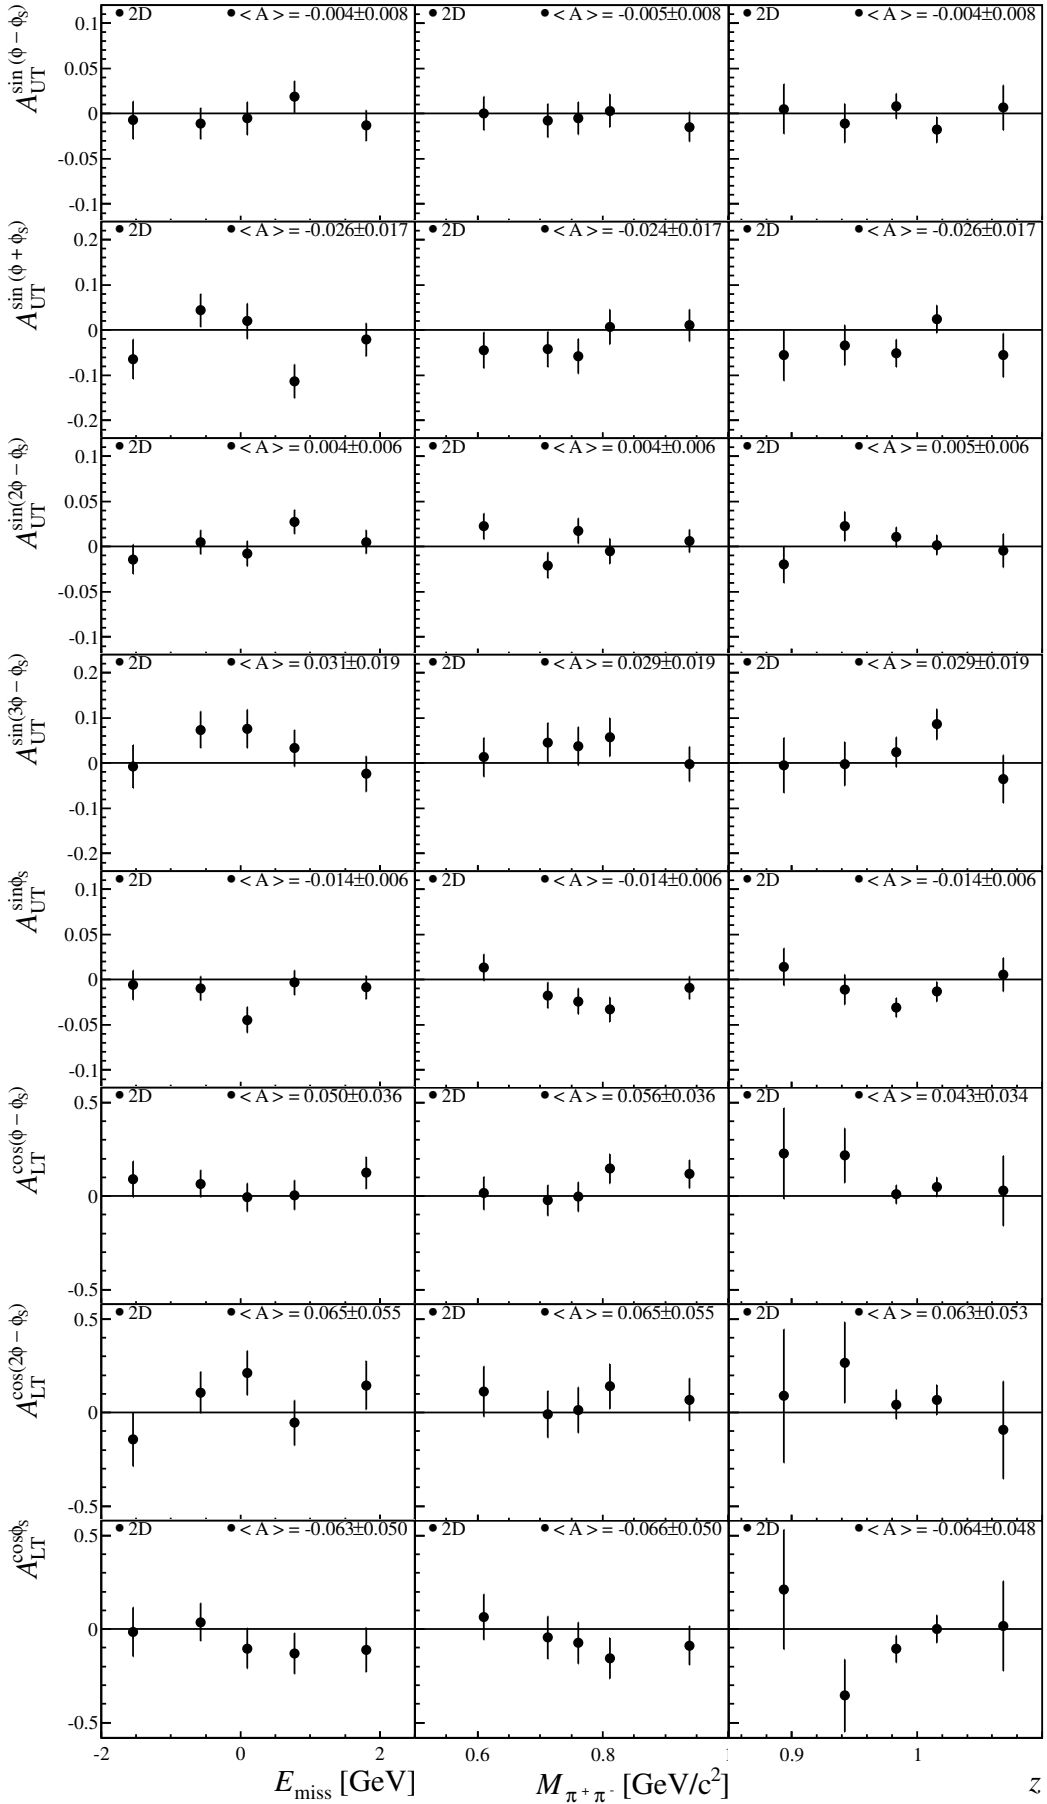 A_UT^sin (ϕ − ϕ_S)
0.1
0.05
0
-0.05
-0.1
• 2D • < A > = -0.004±0.008
• 2D • < A > = -0.005±0.008
• 2D • < A > = -0.004±0.008
A_UT^sin (ϕ + ϕ_S)
0.2
0.1
0
-0.1
-0.2
• 2D • < A > = -0.026±0.017
• 2D • < A > = -0.024±0.017
• 2D • < A > = -0.026±0.017
A_UT^sin(2ϕ − ϕ_S)
0.1
0.05
0
-0.05
-0.1
• 2D • < A > = 0.004±0.006
• 2D • < A > = 0.004±0.006
• 2D • < A > = 0.005±0.006
A_UT^sin(3ϕ − ϕ_S)
0.2
0.1
0
-0.1
-0.2
• 2D • < A > = 0.031±0.019
• 2D • < A > = 0.029±0.019
• 2D • < A > = 0.029±0.019
A_UT^sinϕ_S
0.1
0.05
0
-0.05
-0.1
• 2D • < A > = -0.014±0.006
• 2D • < A > = -0.014±0.006
• 2D • < A > = -0.014±0.006
A_LT^cos(ϕ − ϕ_S)
0.5
0
-0.5
• 2D • < A > = 0.050±0.036
• 2D • < A > = 0.056±0.036
• 2D • < A > = 0.043±0.034
A_LT^cos(2ϕ − ϕ_S)
0.5
0
-0.5
• 2D • < A > = 0.065±0.055
• 2D • < A > = 0.065±0.055
• 2D • < A > = 0.063±0.053
A_LT^cosϕ_S
0.5
0
-0.5
• 2D • < A > = -0.063±0.050
• 2D • < A > = -0.066±0.050
• 2D • < A > = -0.064±0.048
-2 0 2 0.6 0.8 0.9 1
E_miss [GeV]
M_π⁺π⁻ [GeV/c²]
z